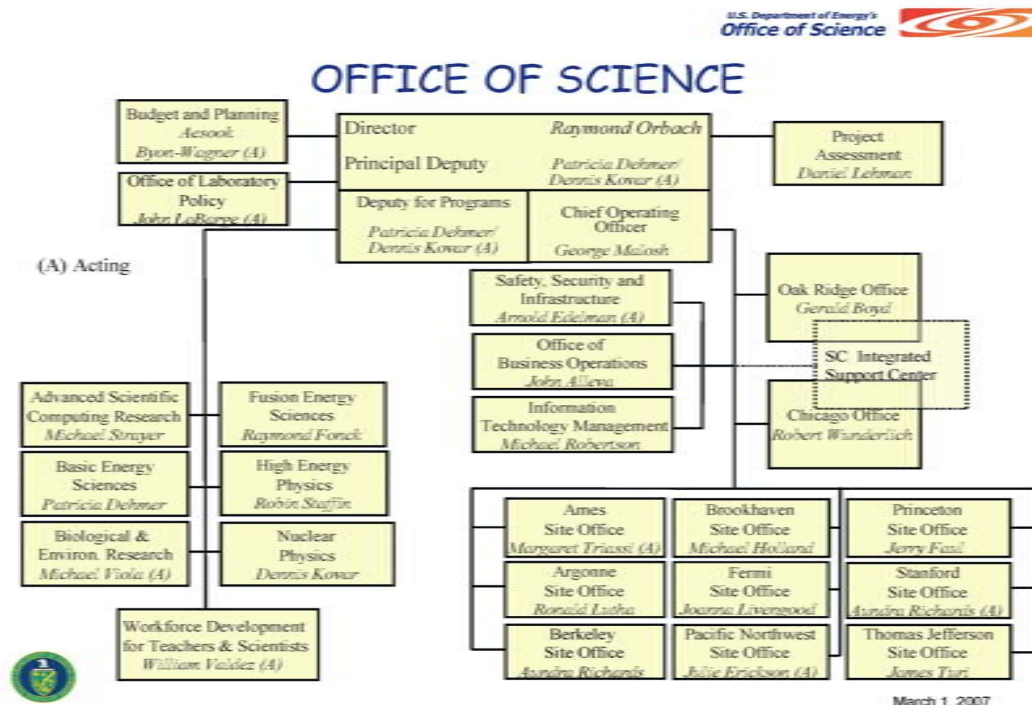 U.S. Department of Energy's
Office of Science
OFFICE OF SCIENCE
Budget and Planning
Aesook
Byon-Wagner (A)
Office of Laboratory
Policy
John LaBarge (A)
Director Raymond Orbach
Principal Deputy Patricia Dehmer/
Dennis Kovar (A)
Deputy for Programs
Patricia Dehmer/
Dennis Kovar (A)
Chief Operating
Officer
George Malosh
Project
Assessment
Daniel Lehman
(A) Acting
Safety, Security and
Infrastructure
Arnold Edelman (A)
Office of
Business Operations
John Alleva
Information
Technology Management
Michael Robertson
Oak Ridge Office
Gerald Boyd
SC Integrated
Support Center
Chicago Office
Robert Wunderlich
Advanced Scientific
Computing Research
Michael Strayer
Fusion Energy
Sciences
Raymond Fonck
Basic Energy
Sciences
Patricia Dehmer
High Energy
Physics
Robin Staffin
Biological &
Environ. Research
Michael Viola (A)
Nuclear
Physics
Dennis Kovar
Workforce Development
for Teachers & Scientists
William Valdez (A)
Ames
Site Office
Margaret Triassi (A)
Brookhaven
Site Office
Michael Holland
Princeton
Site Office
Jerry Faul
Argonne
Site Office
Ronald Lutha
Fermi
Site Office
Joanna Livengood
Stanford
Site Office
Aundra Richards (A)
Berkeley
Site Office
Aundra Richards
Pacific Northwest
Site Office
Julie Erickson (A)
Thomas Jefferson
Site Office
James Turi
March 1, 2007